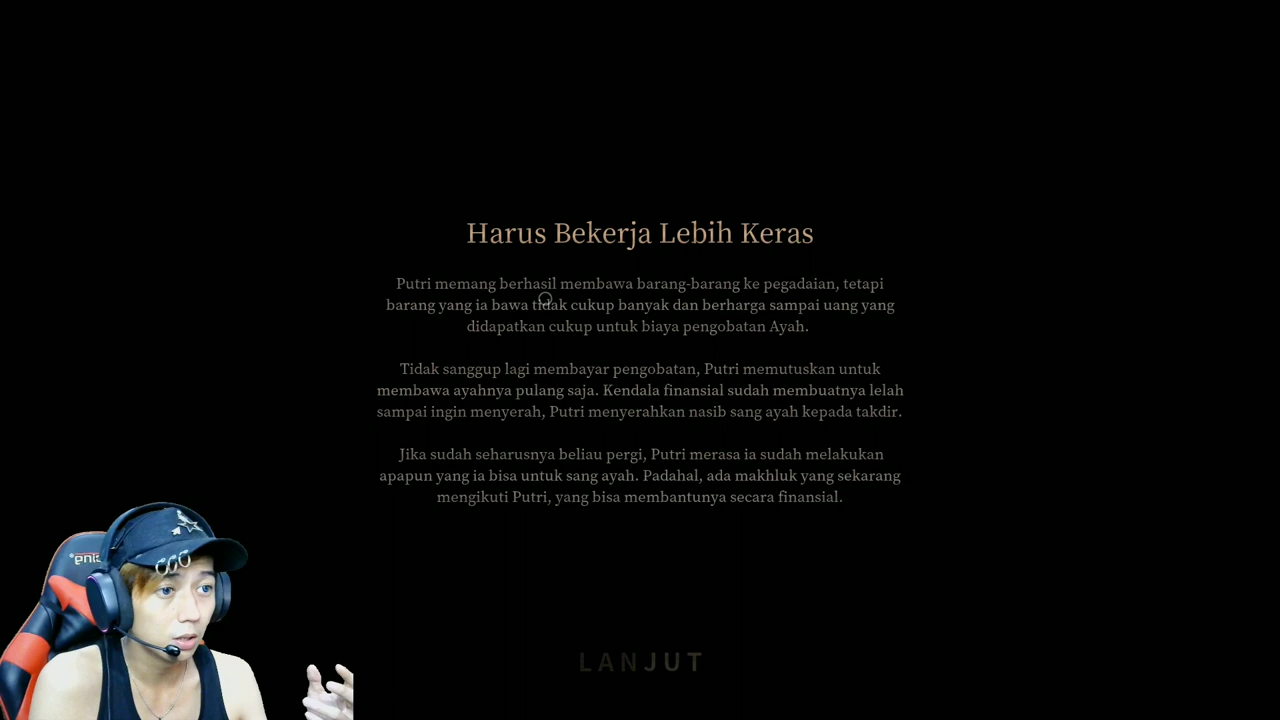 Harus Bekerja Lebih Keras
Putri memang berhasil membawa barang-barang ke pegadaian, tetapi
barang yang ia bawa tidak cukup banyak dan berharga sampai uang yang
didapatkan cukup untuk biaya pengobatan Ayah.
Tidak sanggup lagi membayar pengobatan, Putri memutuskan untuk
membawa ayahnya pulang saja. Kendala finansial sudah membuatnya lelah
sampai ingin menyerah, Putri menyerahkan nasib sang ayah kepada takdir.
Jika sudah seharusnya beliau pergi, Putri merasa ia sudah melakukan
apapun yang ia bisa untuk sang ayah. Padahal, ada makhluk yang sekarang
mengikuti Putri, yang bisa membantunya secara finansial.
LANJUT